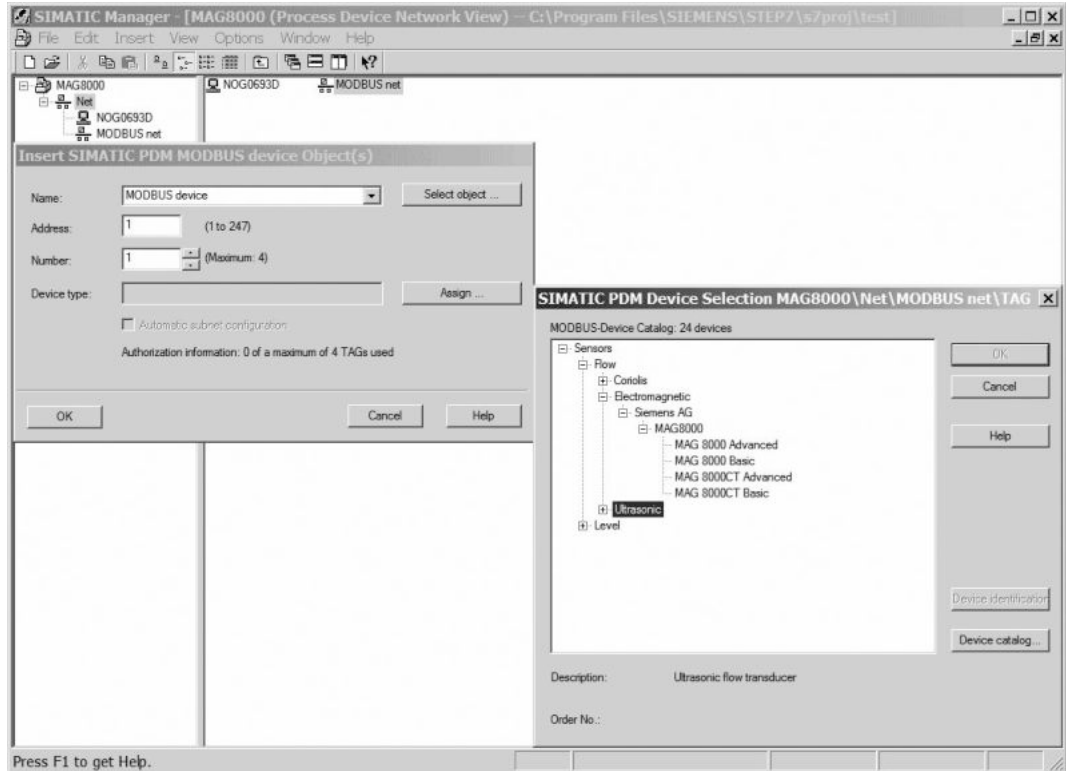 SIMATIC Manager - [MAG8000 (Process Device Network View) -- C:\Program Files\SIEMENS\STEP7\s7proj\test]
File Edit Insert View Options Window Help
MAG8000
Net
NOG0693D
MODBUS net
NOG0693D MODBUS net
Insert SIMATIC PDM MODBUS device Object(s)
Name: MODBUS device Select object ...
Address: 1 (1 to 247)
Number: 1 (Maximum: 4)
Device type: Assign ...
Automatic subnet configuration
Authorization information: 0 of a maximum of 4 TAGs used
OK Cancel Help
SIMATIC PDM Device Selection MAG8000\Net\MODBUS net\TAG
MODBUS-Device Catalog: 24 devices
Sensors
Flow
Coriolis
Electromagnetic
Siemens AG
MAG8000
MAG 8000 Advanced
MAG 8000 Basic
MAG 8000CT Advanced
MAG 8000CT Basic
Ultrasonic
Level
OK
Cancel
Help
Device identification
Device catalog...
Description: Ultrasonic flow transducer
Order No.:
Press F1 to get Help.